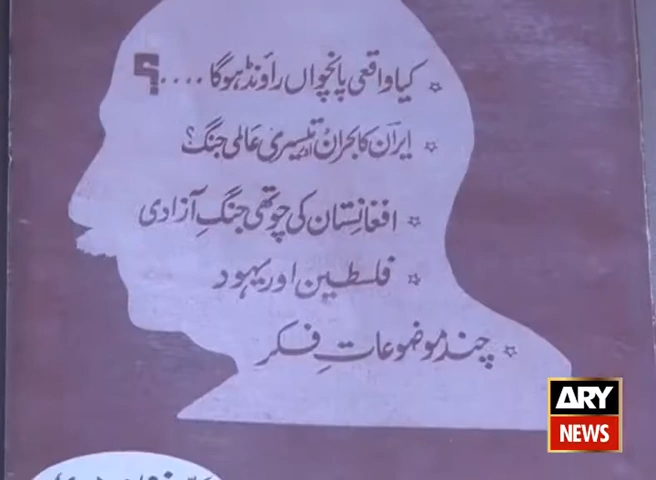 ☆ کیا واقعی پانچواں راؤنڈ ہوگا ....؟
☆ ایران کا بحران اور تیسری عالمی جنگ؟
☆ افغانستان کی چوتھی جنگِ آزادی
☆ فلسطین اور یہود
☆ چند موضوعاتِ فکر
ARY
NEWS